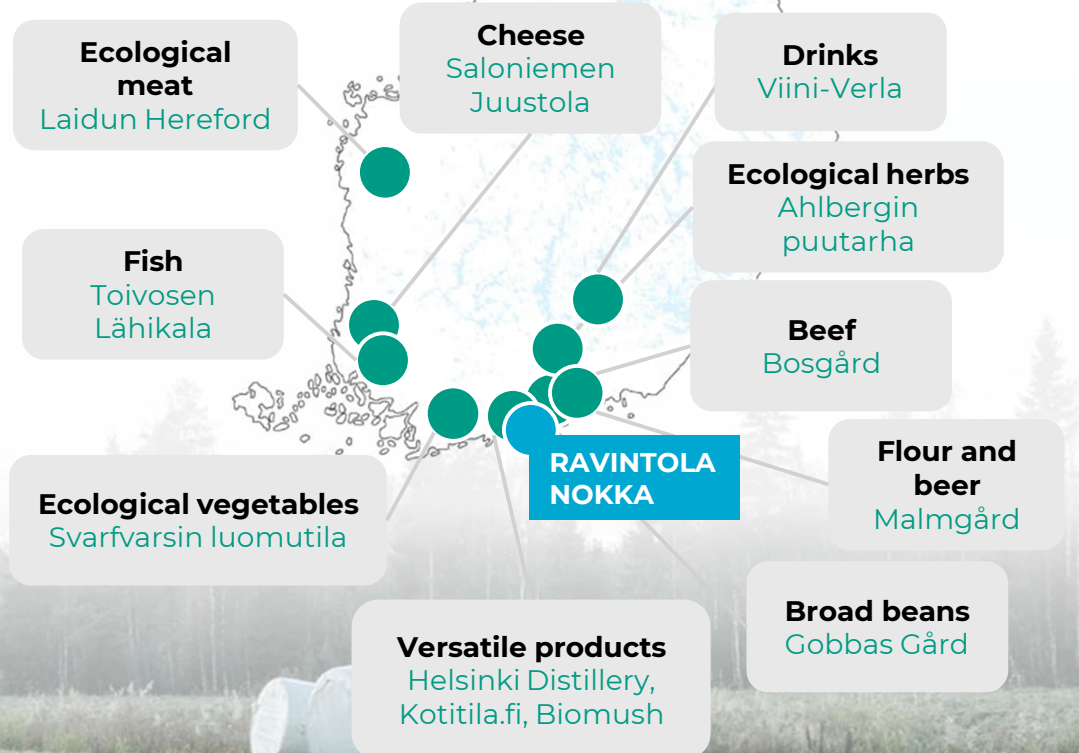 Ecological
meat
Laidun Hereford
Cheese
Saloniemen
Juustola
Drinks
Viini-Verla
Ecological herbs
Ahlbergin
puutarha
Fish
Toivosen
Lähikala
Beef
Bosgård
RAVINTOLA
NOKKA
Flour and
beer
Malmgård
Ecological vegetables
Svarfvarsin luomutila
Broad beans
Gobbas Gård
Versatile products
Helsinki Distillery,
Kotitila.fi, Biomush